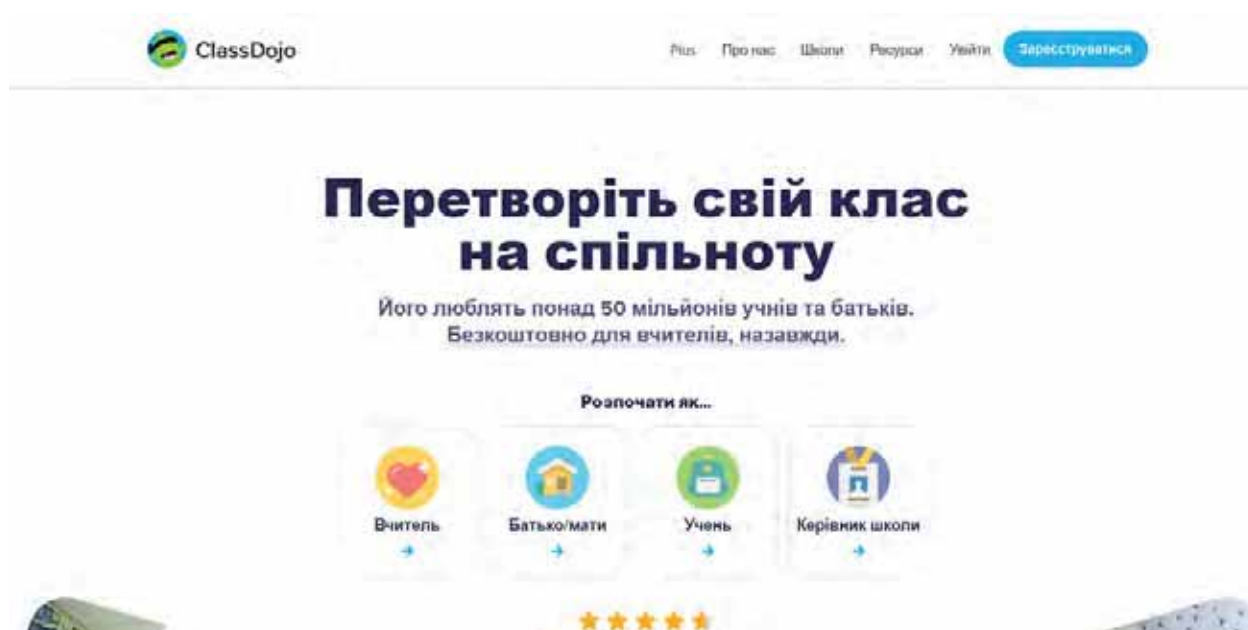 ClassDojo
Plus Про нас Школи Ресурси Увійти Зареєструватися
Перетворіть свій клас
на спільноту
Його люблять понад 50 мільйонів учнів та батьків.
Безкоштовно для вчителів, назавжди.
Розпочати як...
Вчитель Батько/мати Учень Керівник школи